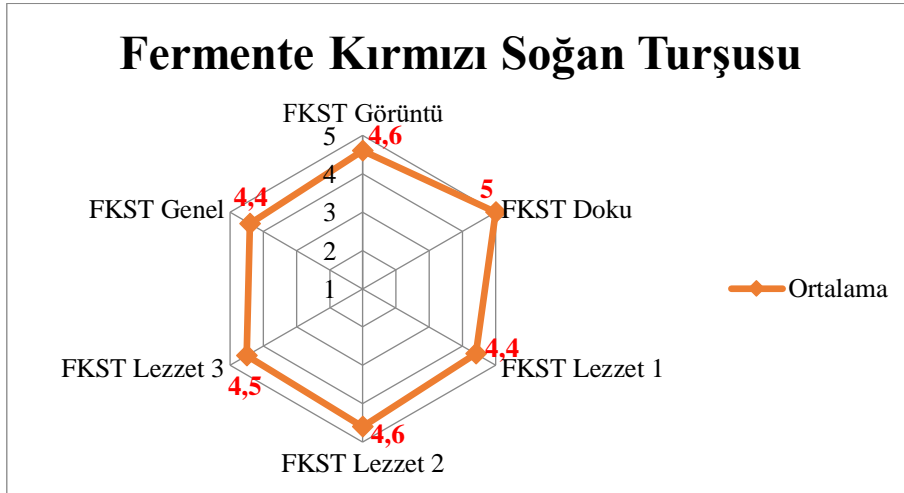 Fermente Kırmızı Soğan Turşusu
FKST Görüntü
5
4,6
4
3
2
1
5
FKST Doku
4,4
FKST Lezzet 1
4,6
FKST Lezzet 2
FKST Lezzet 3
4,5
FKST Genel
4,4
Ortalama